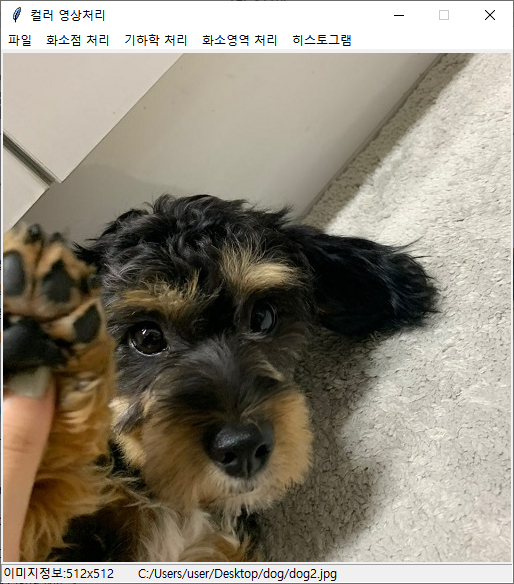 컬러 영상처리
파일 화소점 처리 기하학 처리 화소영역 처리 히스토그램
이미지정보:512x512 C:/Users/user/Desktop/dog/dog2.jpg